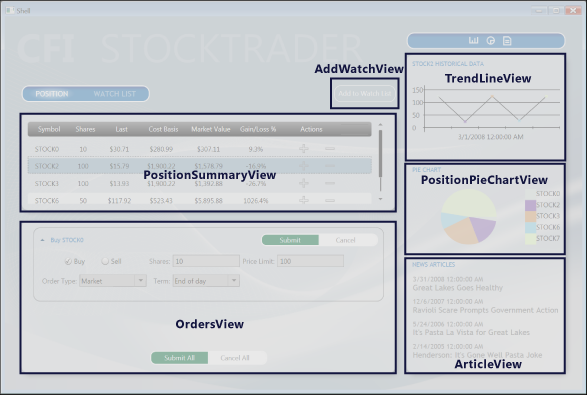 Shell
CFI STOCKTRADER
AddWatchView
POSITION WATCH LIST
Add to Watch List
STOCK2 HISTORICAL DATA
TrendLineView
150
100
50
0
3/1/2008 12:00:00 AM
Symbol Shares Last Cost Basis Market Value Gain/Loss % Actions
STOCK0 10 $30.71 $280.99 $307.11 9.3%
STOCK2 100 $15.79 $1,900.22 $1,578.79 -16.9%
STOCK3 100 $13.93 $1,900.22 $1,392.88 -26.7%
STOCK6 50 $117.92 $523.43 $5,895.88 1026.4%
PositionSummaryView
PIE CHART
PositionPieChartView
STOCK0
STOCK2
STOCK3
STOCK6
STOCK7
Buy STOCK0
Submit Cancel
Buy Sell Shares: 10 Price Limit: 100
Order Type: Market Term: End of day
OrdersView
Submit All Cancel All
NEWS ARTICLES
3/31/2008 12:00:00 AM
Great Lakes Goes Healthy
12/6/2007 12:00:00 AM
Ravioli Scare Prompts Government Action
5/24/2006 12:00:00 AM
It's Pasta La Vista for Great Lakes
2/14/2005 12:00:00 AM
Henderson: It's Gone Well Pasta Joke
ArticleView